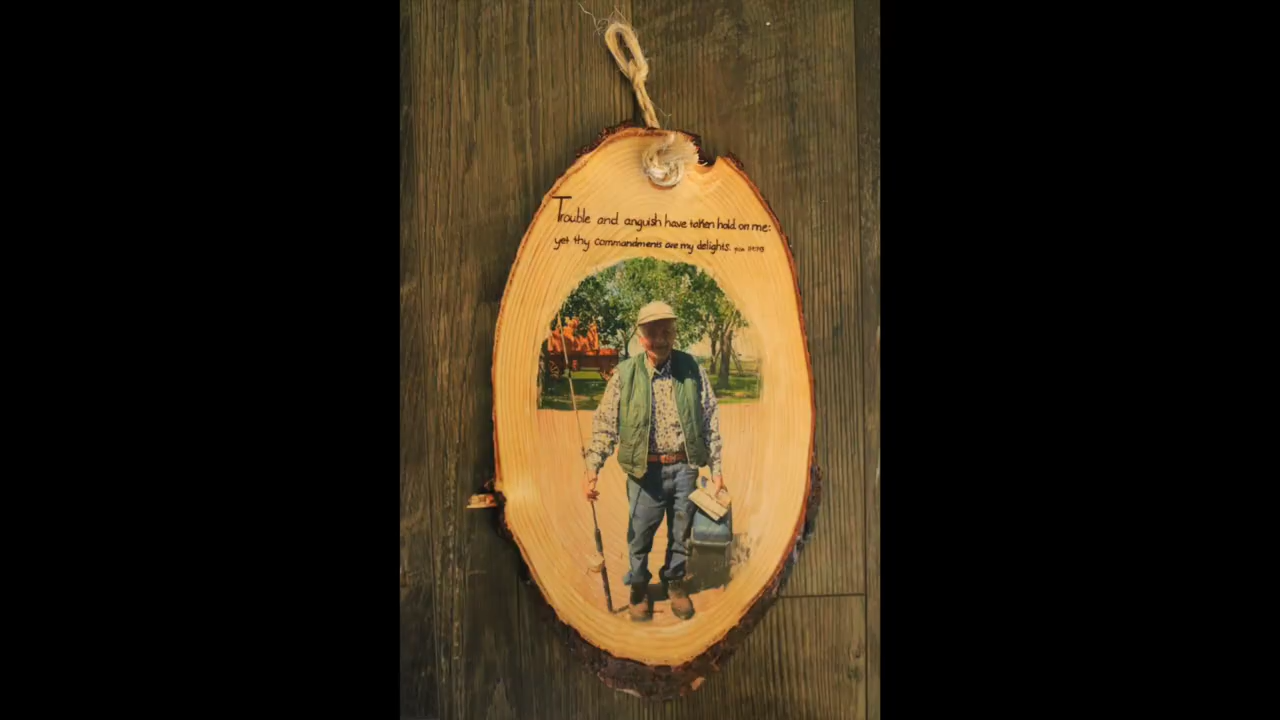 Trouble and anguish have taken hold on me:
yet thy commandments are my delights.